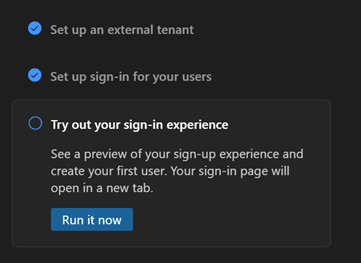 Set up an external tenant
Set up sign-in for your users
Try out your sign-in experience
See a preview of your sign-up experience and
create your first user. Your sign-in page will
open in a new tab.
Run it now